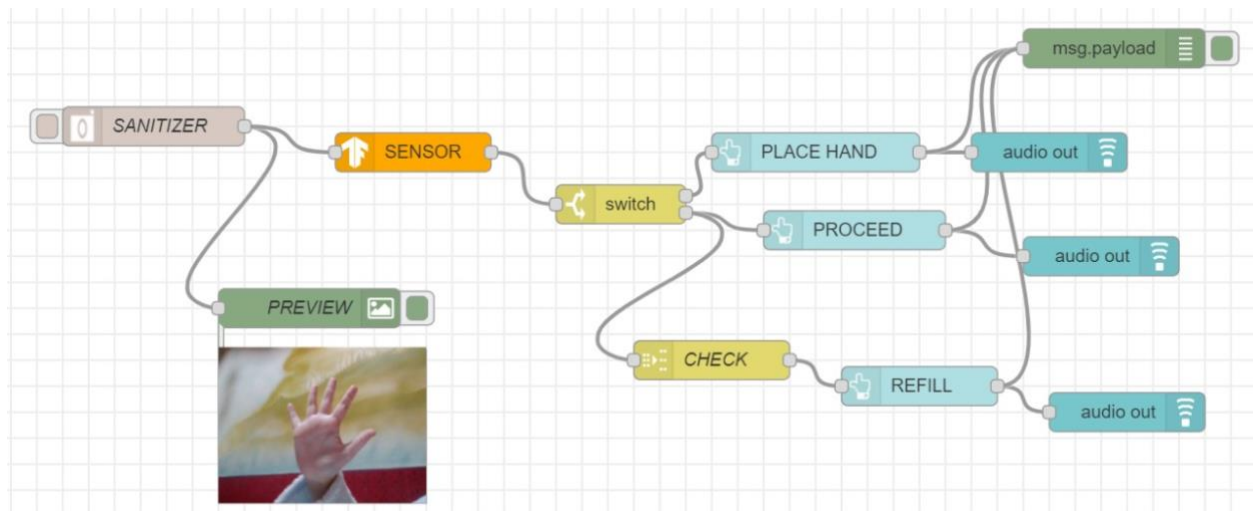 msg.payload
SANITIZER
SENSOR
PLACE HAND
audio out
switch
PROCEED
audio out
PREVIEW
CHECK
REFILL
audio out